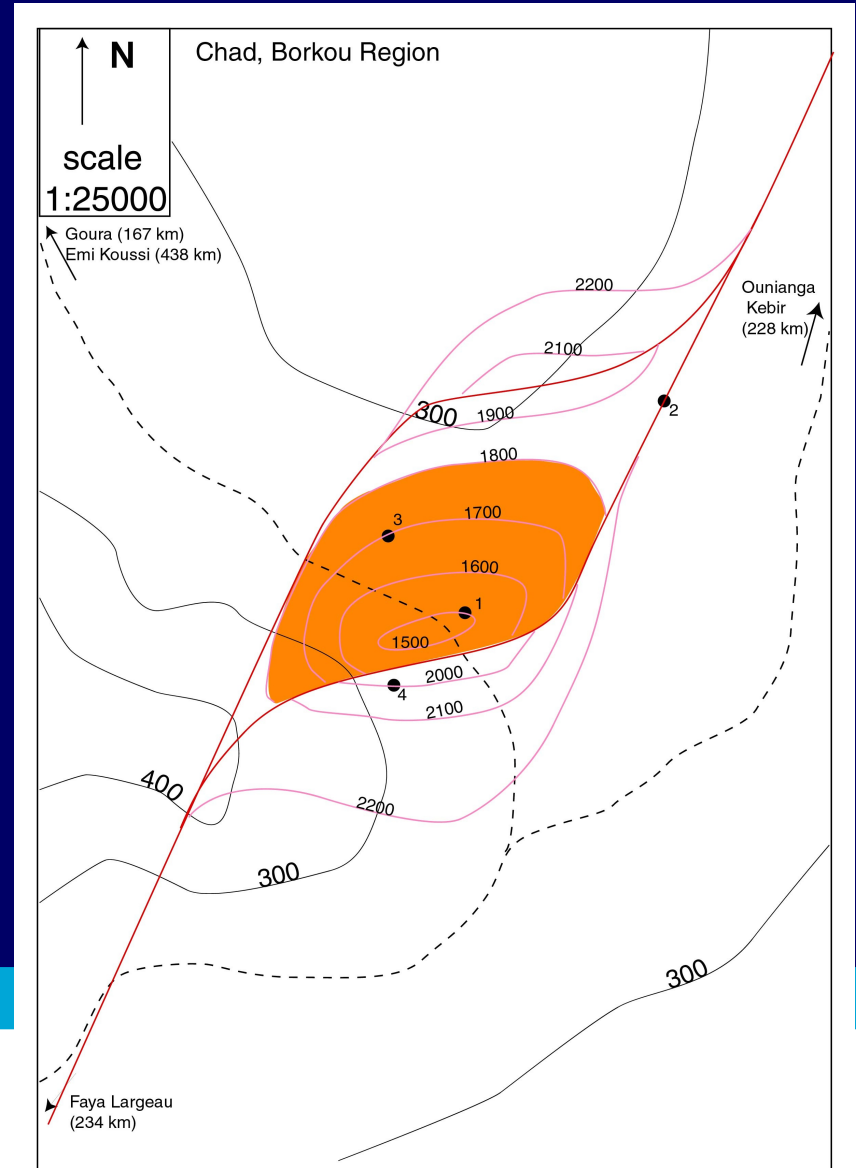 N
Chad, Borkou Region
scale
1:25000
Goura (167 km)
Emi Koussi (438 km)
2200
Ounianga
Kebir
(228 km)
2100
300
1900
2
1800
3
1700
1600
1
1500
2000
4
2100
400
2200
300
300
Faya Largeau
(234 km)